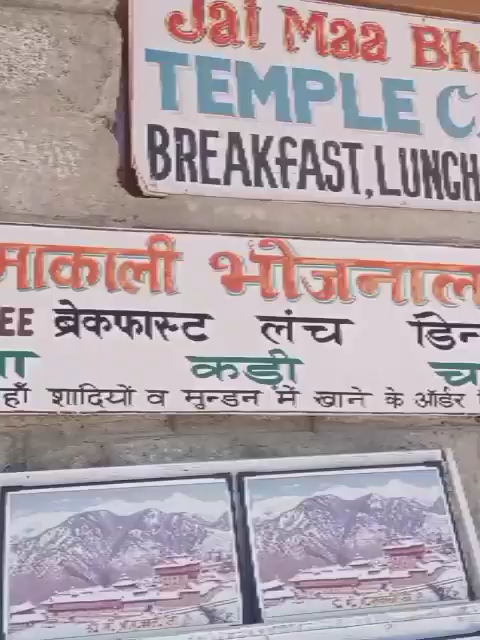 Jai Maa Bh
TEMPLE C
BREAKFAST, LUNCH
माकाली भोजनाल
EE ब्रेकफास्ट लंच डिन
कड़ी च
हाँ शादियों व मुन्डन में खाने के ऑर्डर